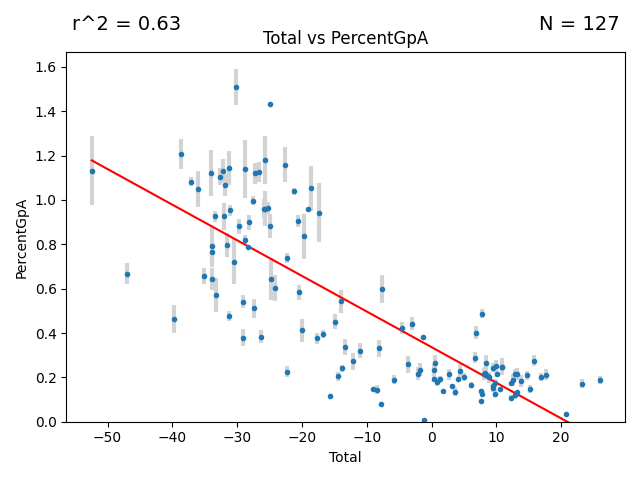 r^2 = 0.63
N = 127
Total vs PercentGpA
1.6
1.4
1.2
1.0
0.8
0.6
0.4
0.2
0.0
PercentGpA
−50 −40 −30 −20 −10 0 10 20
Total